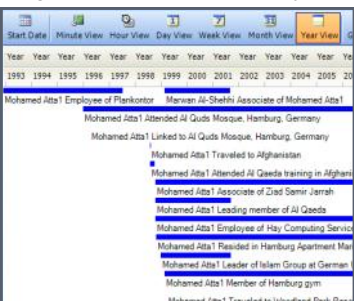 Start Date Minute View Hour View Day View Week View Month View Year View
Year Year Year Year Year Year Year Year Year Year Year Year Year
1993 1994 1995 1996 1997 1998 1999 2000 2001 2002 2003 2004 2005
Mohamed Atta1 Employee of Plankontor Marwan Al-Shehhi Associate of Mohamed Atta1
Mohamed Atta1 Attended Al Quds Mosque, Hamburg, Germany
Mohamed Atta1 Linked to Al Quds Mosque, Hamburg, Germany
Mohamed Atta1 Traveled to Afghanistan
Mohamed Atta1 Attended Al Qaeda training in Afghani
Mohamed Atta1 Associate of Ziad Samir Jarrah
Mohamed Atta1 Leading member of Al Qaeda
Mohamed Atta1 Employee of Hay Computing Service
Mohamed Atta1 Resided in Hamburg Apartment Mari
Mohamed Atta1 Leader of Islam Group at German
Mohamed Atta1 Member of Hamburg gym
Mohamed Atta1 Traveled to